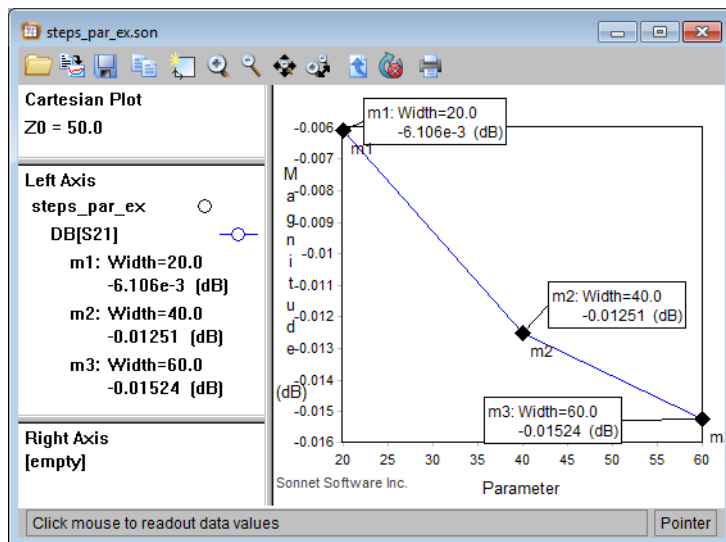 steps_par_ex.son
Cartesian Plot
Z0 = 50.0
Left Axis
steps_par_ex
DB[S21]
m1: Width=20.0
-6.106e-3 (dB)
m2: Width=40.0
-0.01251 (dB)
m3: Width=60.0
-0.01524 (dB)
Right Axis
[empty]
m1: Width=20.0
-6.106e-3 (dB)
m1
m2: Width=40.0
-0.01251 (dB)
m2
m3: Width=60.0
-0.01524 (dB)
m
Magnitude
(dB)
-0.006
-0.007
-0.008
-0.009
-0.01
-0.011
-0.012
-0.013
-0.014
-0.015
-0.016
20 25 30 35 40 45 50 55 60
Sonnet Software Inc.
Parameter
Click mouse to readout data values
Pointer